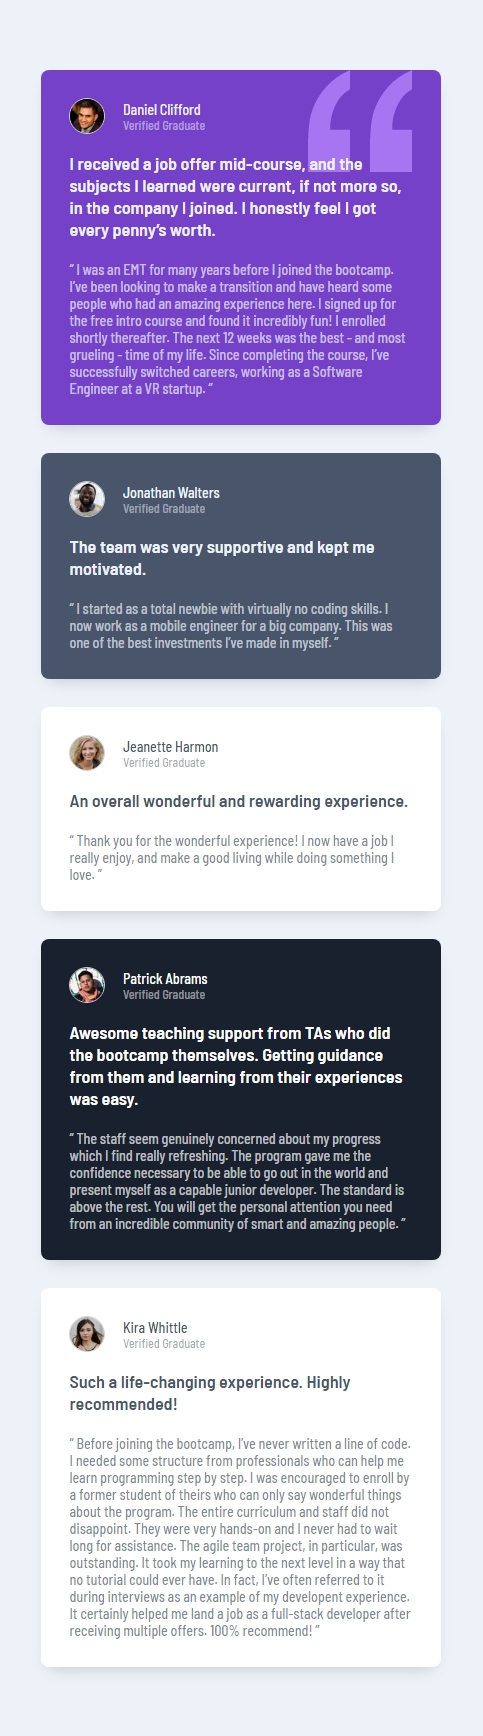 Daniel Clifford
Verified Graduate
I received a job offer mid-course, and the
subjects I learned were current, if not more so,
in the company I joined. I honestly feel I got
every penny’s worth.
“ I was an EMT for many years before I joined the bootcamp.
I’ve been looking to make a transition and have heard some
people who had an amazing experience here. I signed up for
the free intro course and found it incredibly fun! I enrolled
shortly thereafter. The next 12 weeks was the best - and most
grueling - time of my life. Since completing the course, I’ve
successfully switched careers, working as a Software
Engineer at a VR startup. ”
Jonathan Walters
Verified Graduate
The team was very supportive and kept me
motivated.
“ I started as a total newbie with virtually no coding skills. I
now work as a mobile engineer for a big company. This was
one of the best investments I’ve made in myself. ”
Jeanette Harmon
Verified Graduate
An overall wonderful and rewarding experience.
“ Thank you for the wonderful experience! I now have a job I
really enjoy, and make a good living while doing something I
love. ”
Patrick Abrams
Verified Graduate
Awesome teaching support from TAs who did
the bootcamp themselves. Getting guidance
from them and learning from their experiences
was easy.
“ The staff seem genuinely concerned about my progress
which I find really refreshing. The program gave me the
confidence necessary to be able to go out in the world and
present myself as a capable junior developer. The standard is
above the rest. You will get the personal attention you need
from an incredible community of smart and amazing people. ”
Kira Whittle
Verified Graduate
Such a life-changing experience. Highly
recommended!
“ Before joining the bootcamp, I’ve never written a line of code.
I needed some structure from professionals who can help me
learn programming step by step. I was encouraged to enroll by
a former student of theirs who can only say wonderful things
about the program. The entire curriculum and staff did not
disappoint. They were very hands-on and I never had to wait
long for assistance. The agile team project, in particular, was
outstanding. It took my learning to the next level in a way that
no tutorial could ever have. In fact, I’ve often referred to it
during interviews as an example of my developent experience.
It certainly helped me land a job as a full-stack developer after
receiving multiple offers. 100% recommend! ”